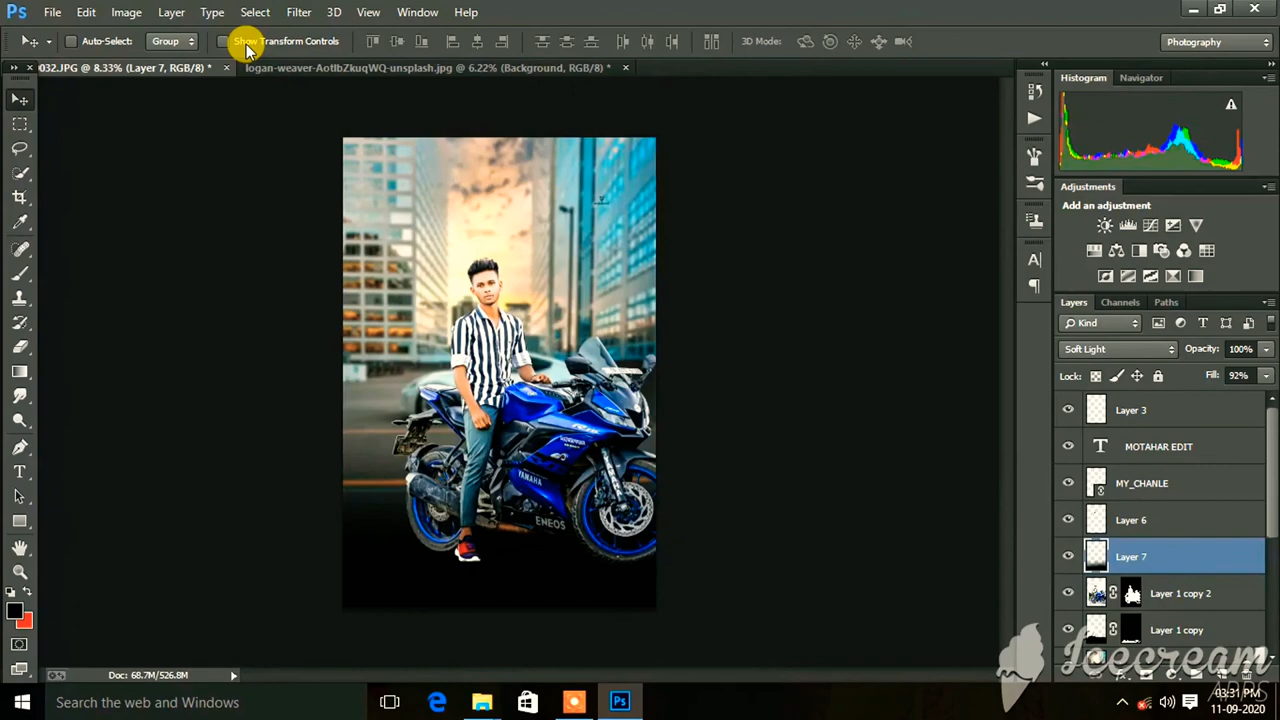 Ps File Edit Image Layer Type Select Filter 3D View Window Help
Auto-Select: Group Show Transform Controls 3D Mode: Photography
032.JPG @ 8.33% (Layer 7, RGB/8) * × logan-weaver-AotIbZkuqWQ-unsplash.jpg @ 6.22% (Background, RGB/8) * ×
Histogram Navigator
Adjustments
Add an adjustment
Layers Channels Paths
Kind
Soft Light Opacity: 100%
Lock: Fill: 92%
Layer 3
T MOTAHAR EDIT
MY_CHANLE
Layer 6
Layer 7
Layer 1 copy 2
Layer 1 copy
YAMAHA
ENEOS
Doc: 68.7M/526.8M
Icecream
APPS
Search the web and Windows
03:31 PM
11-09-2020